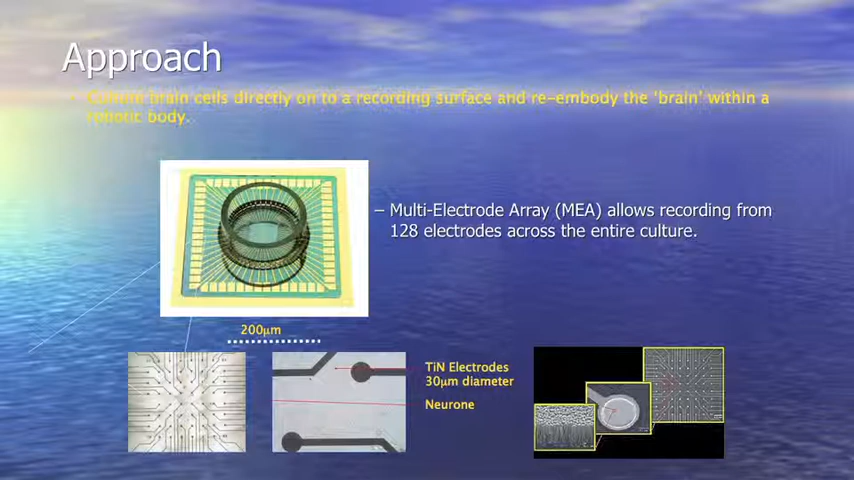 Approach
• Culture brain cells directly on to a recording surface and re-embody the ‘brain’ within a
robotic body.
– Multi-Electrode Array (MEA) allows recording from
128 electrodes across the entire culture.
200μm
TiN Electrodes
30μm diameter
Neurone